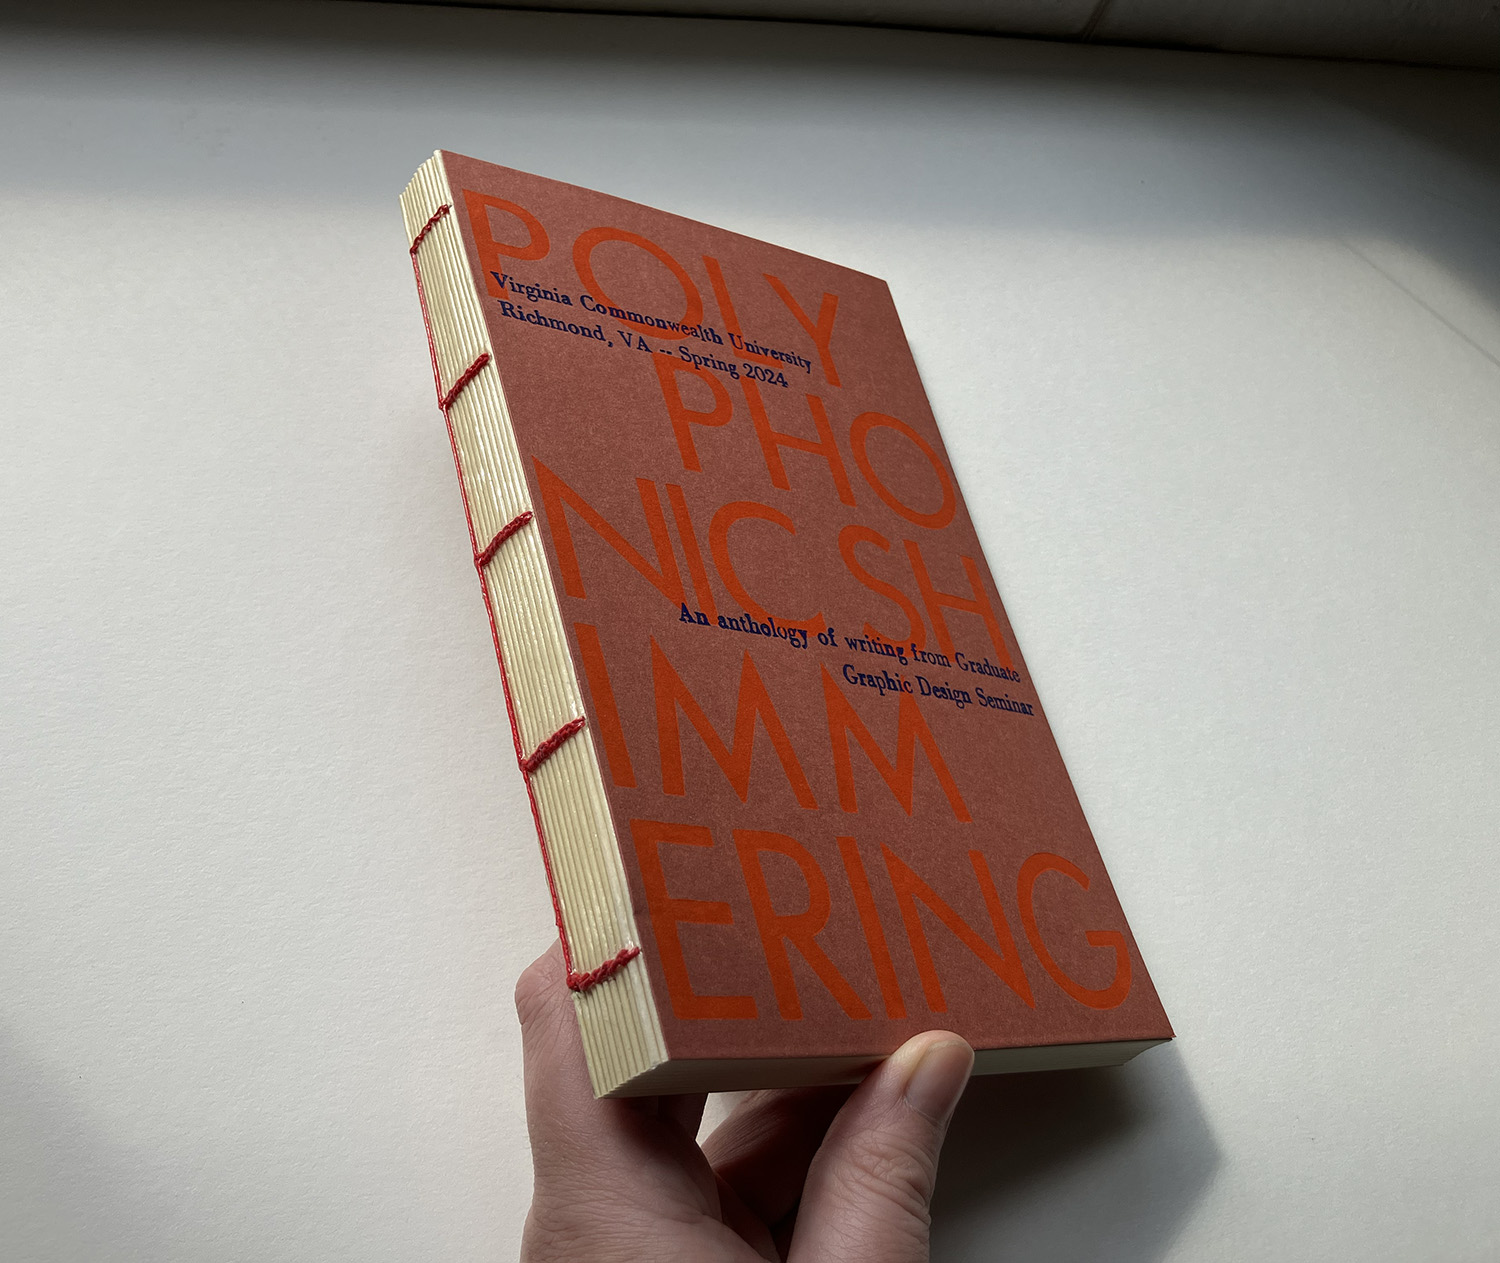 POLY
Virginia Commonwealth University
Richmond, VA -- Spring 2024
PHO
NIC SH
An anthology of writing from Graduate
Graphic Design Seminar
IMM
ERING